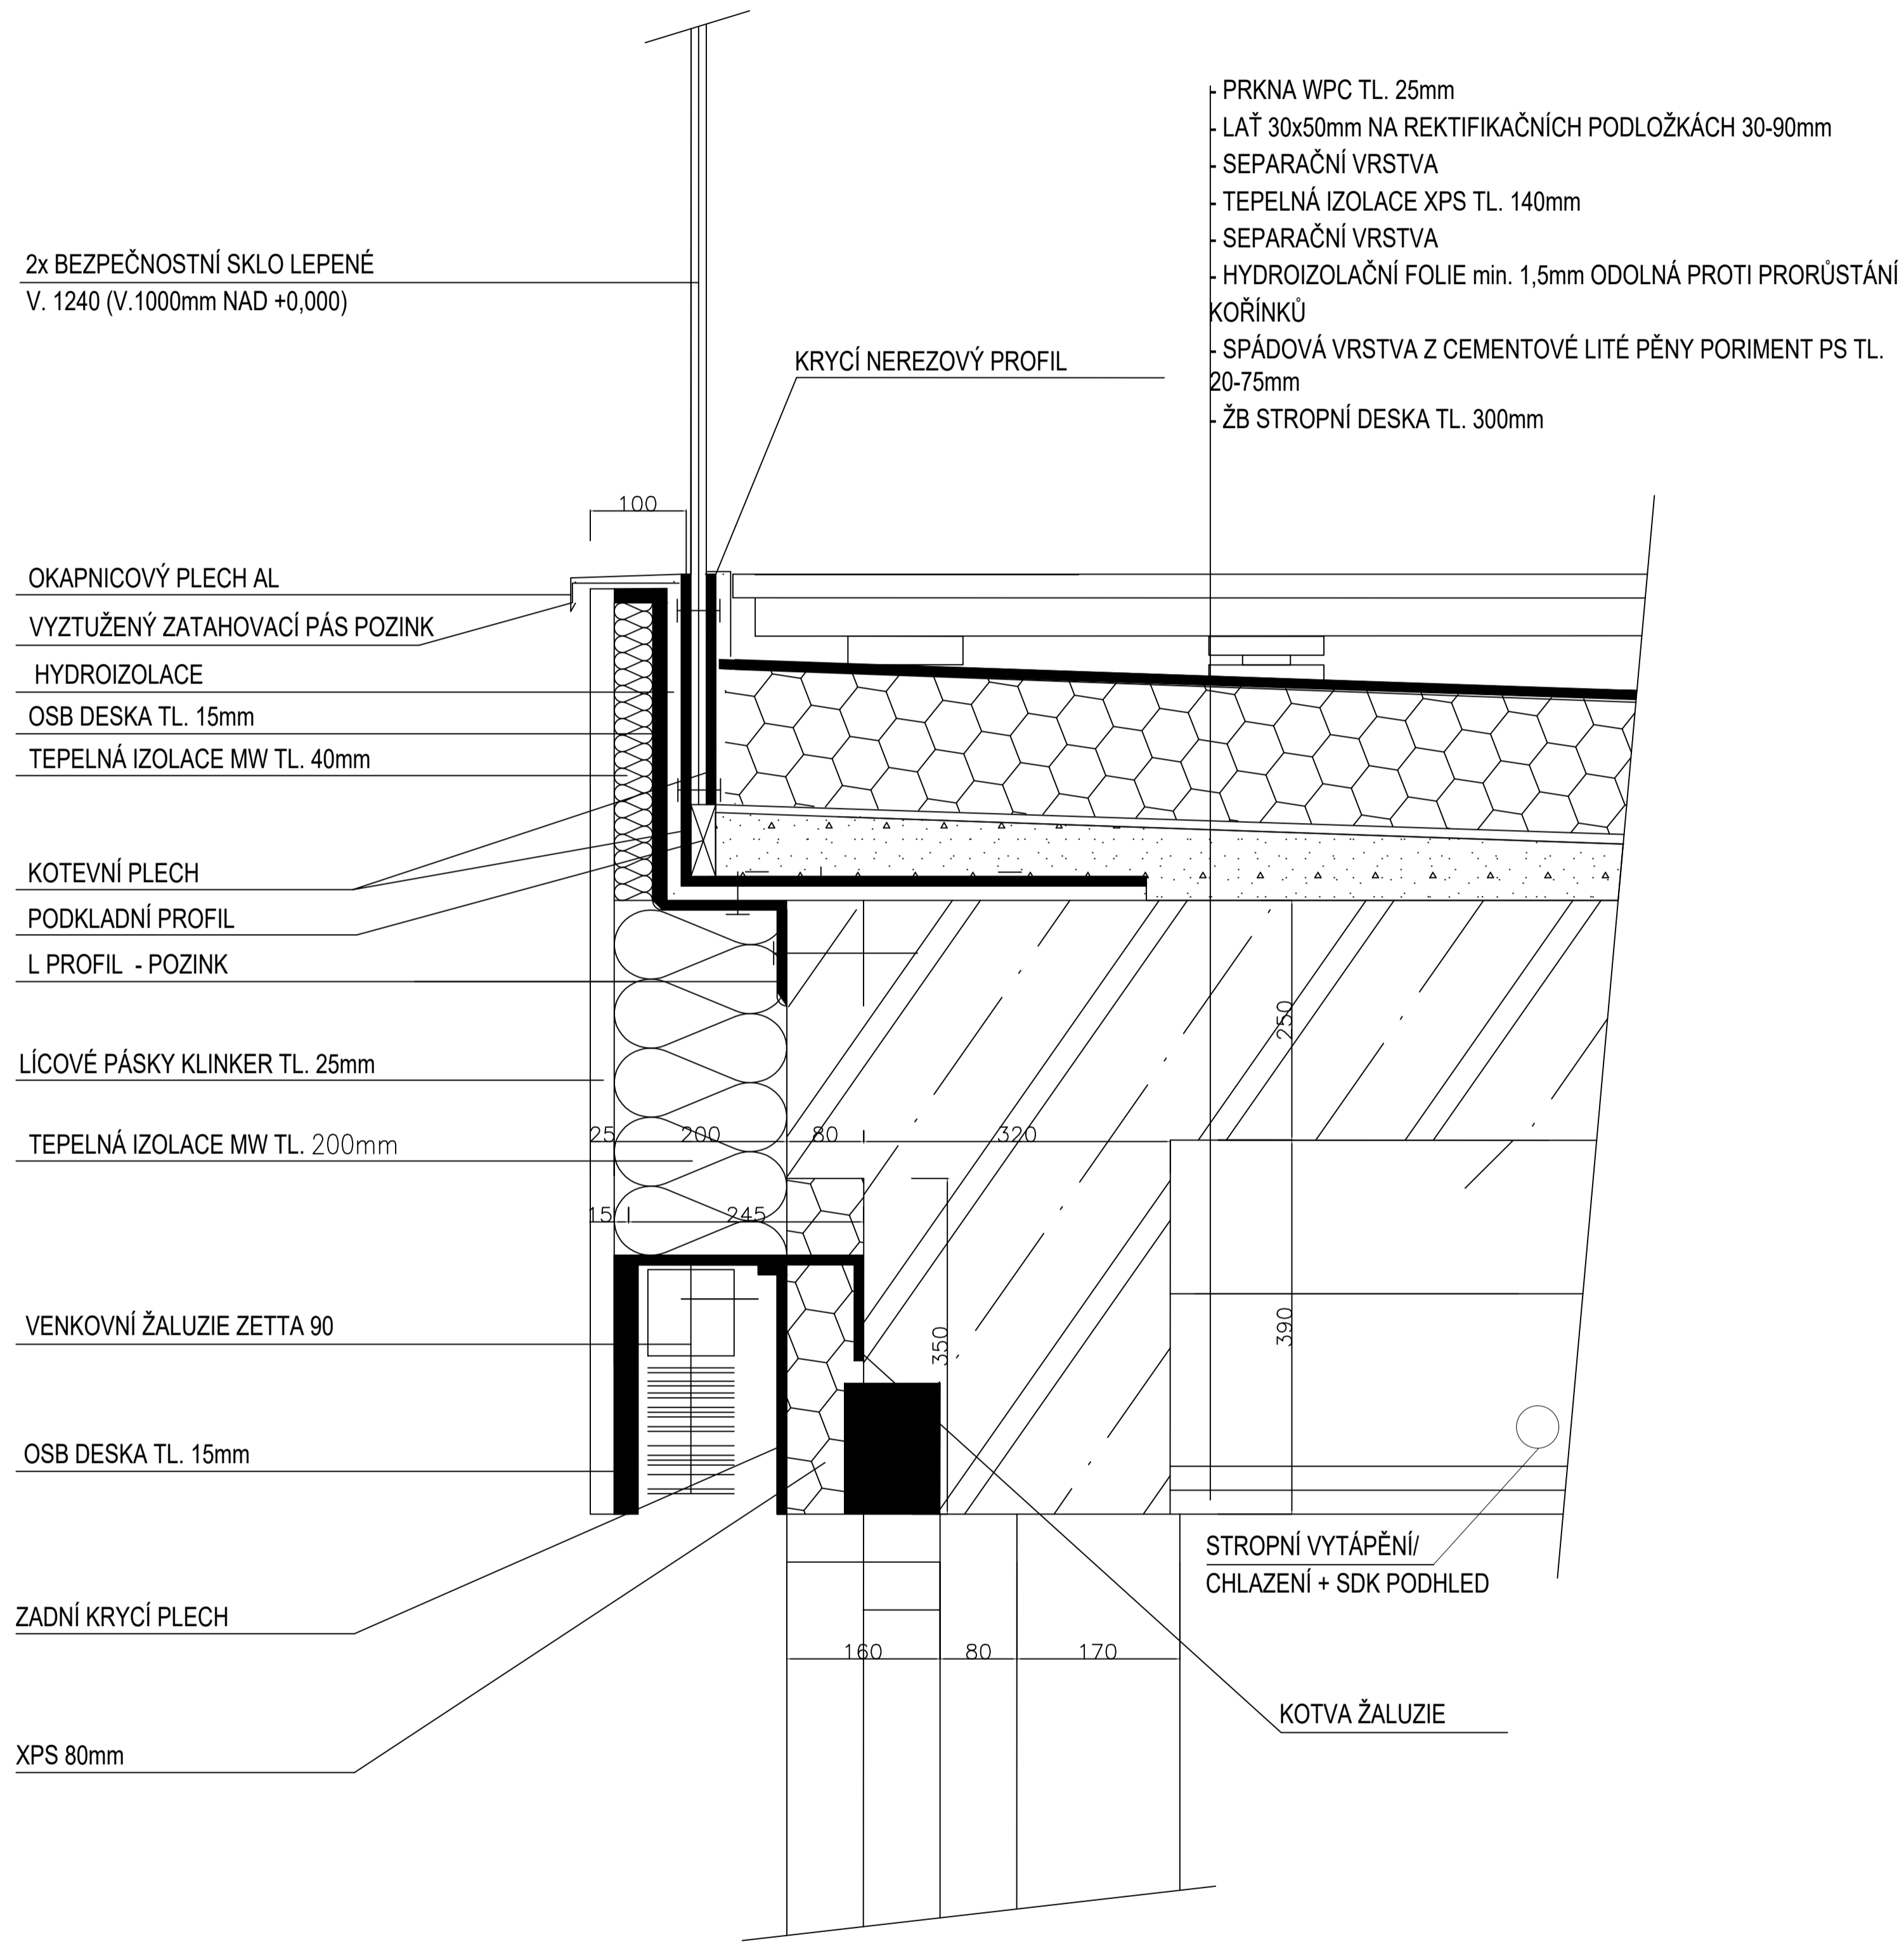 - PRKNA WPC TL. 25mm
- LAŤ 30x50mm NA REKTIFIKAČNÍCH PODLOŽKÁCH 30-90mm
- SEPARAČNÍ VRSTVA
- TEPELNÁ IZOLACE XPS TL. 140mm
- SEPARAČNÍ VRSTVA
- HYDROIZOLAČNÍ FOLIE min. 1,5mm ODOLNÁ PROTI PRORŮSTÁNÍ
KOŘÍNKŮ
- SPÁDOVÁ VRSTVA Z CEMENTOVÉ LITÉ PĚNY PORIMENT PS TL.
20-75mm
- ŽB STROPNÍ DESKA TL. 300mm
2x BEZPEČNOSTNÍ SKLO LEPENÉ
V. 1240 (V.1000mm NAD +0,000)
KRYCÍ NEREZOVÝ PROFIL
100
OKAPNICOVÝ PLECH AL
VYZTUŽENÝ ZATAHOVACÍ PÁS POZINK
HYDROIZOLACE
OSB DESKA TL. 15mm
TEPELNÁ IZOLACE MW TL. 40mm
KOTEVNÍ PLECH
PODKLADNÍ PROFIL
L PROFIL - POZINK
250
LÍCOVÉ PÁSKY KLINKER TL. 25mm
25 200 80 320
TEPELNÁ IZOLACE MW TL. 200mm
15 245
VENKOVNÍ ŽALUZIE ZETTA 90
350
390
OSB DESKA TL. 15mm
STROPNÍ VYTÁPĚNÍ/
CHLAZENÍ + SDK PODHLED
ZADNÍ KRYCÍ PLECH
160 80 170
KOTVA ŽALUZIE
XPS 80mm